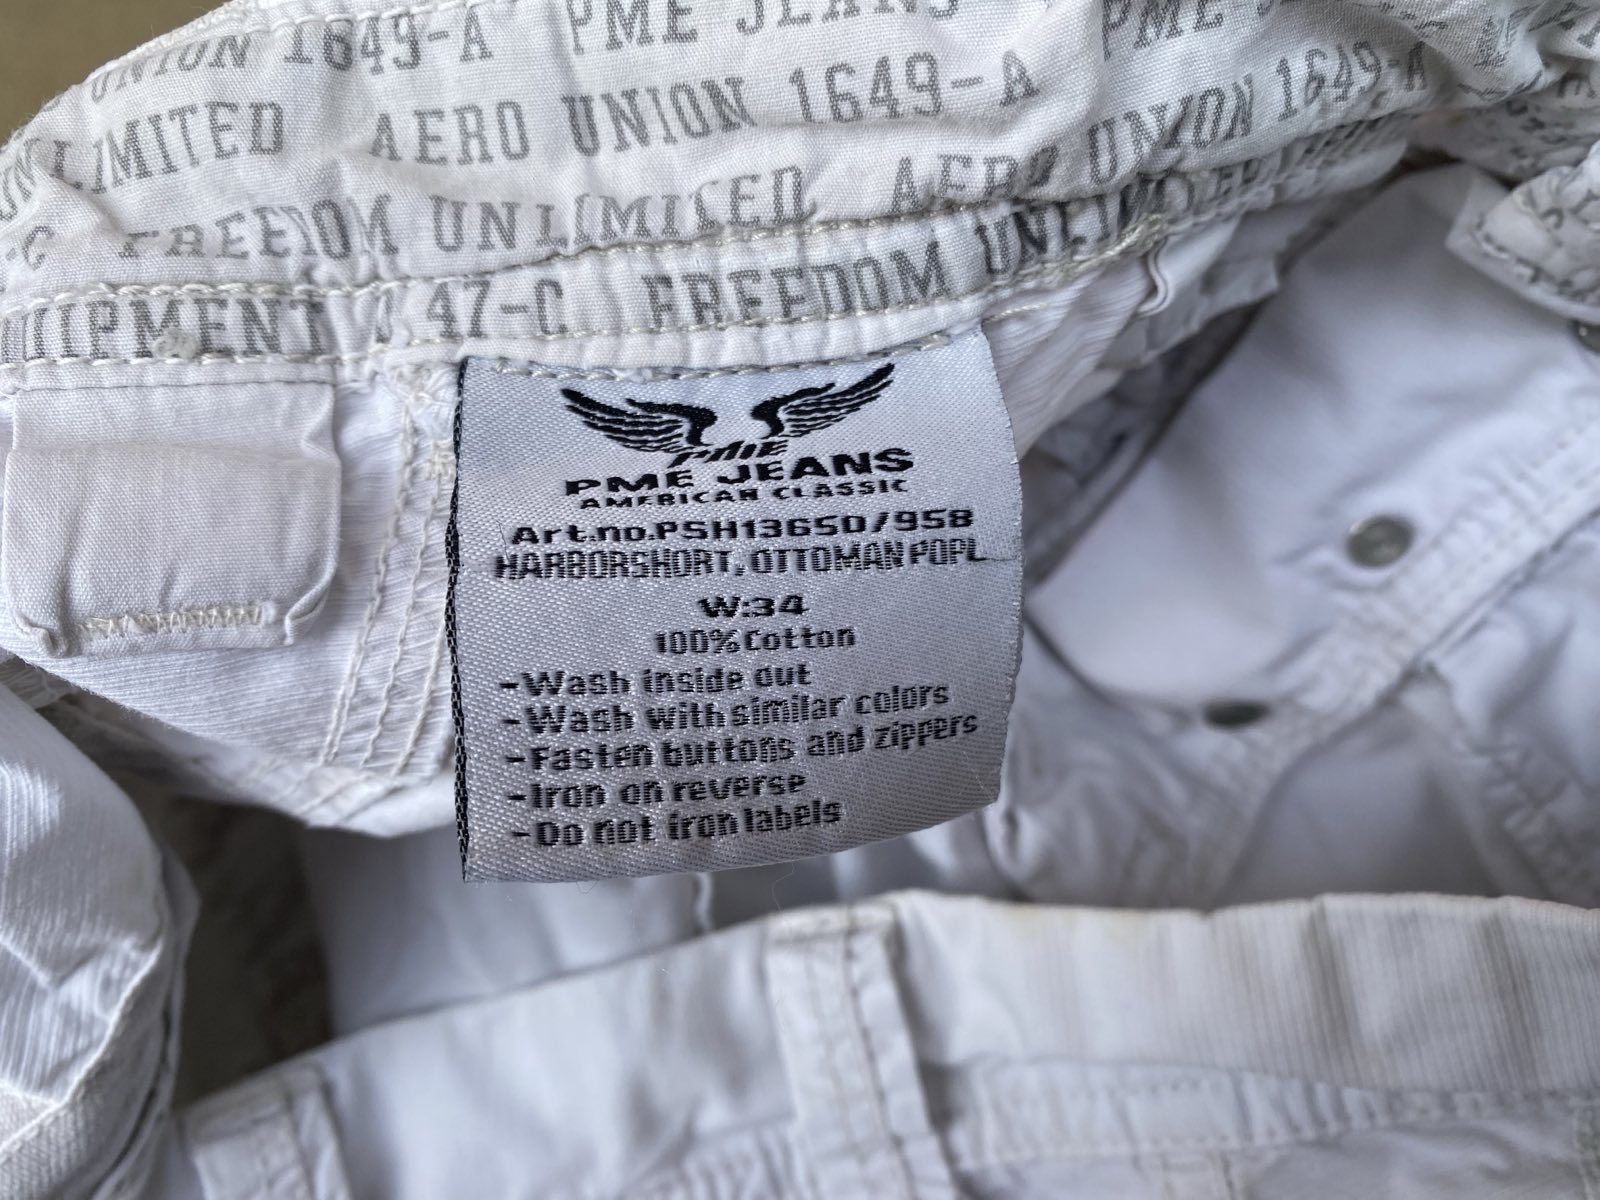 UNION 1649-A PME JEANS PME
UNLIMITED AERO UNION 1649-A
-C FREEDOM UNLIMITED AERO UNION 1649-A
47-C FREEDOM UNLIMITED
PME
PME JEANS
AMERICAN CLASSIC
Art.no.PSH13650/958
HARBORSHORT, OTTOMAN POPL
W:34
100% Cotton
-Wash inside out
-Wash with similar colors
-Fasten buttons and zippers
-Iron on reverse
-Do not iron labels